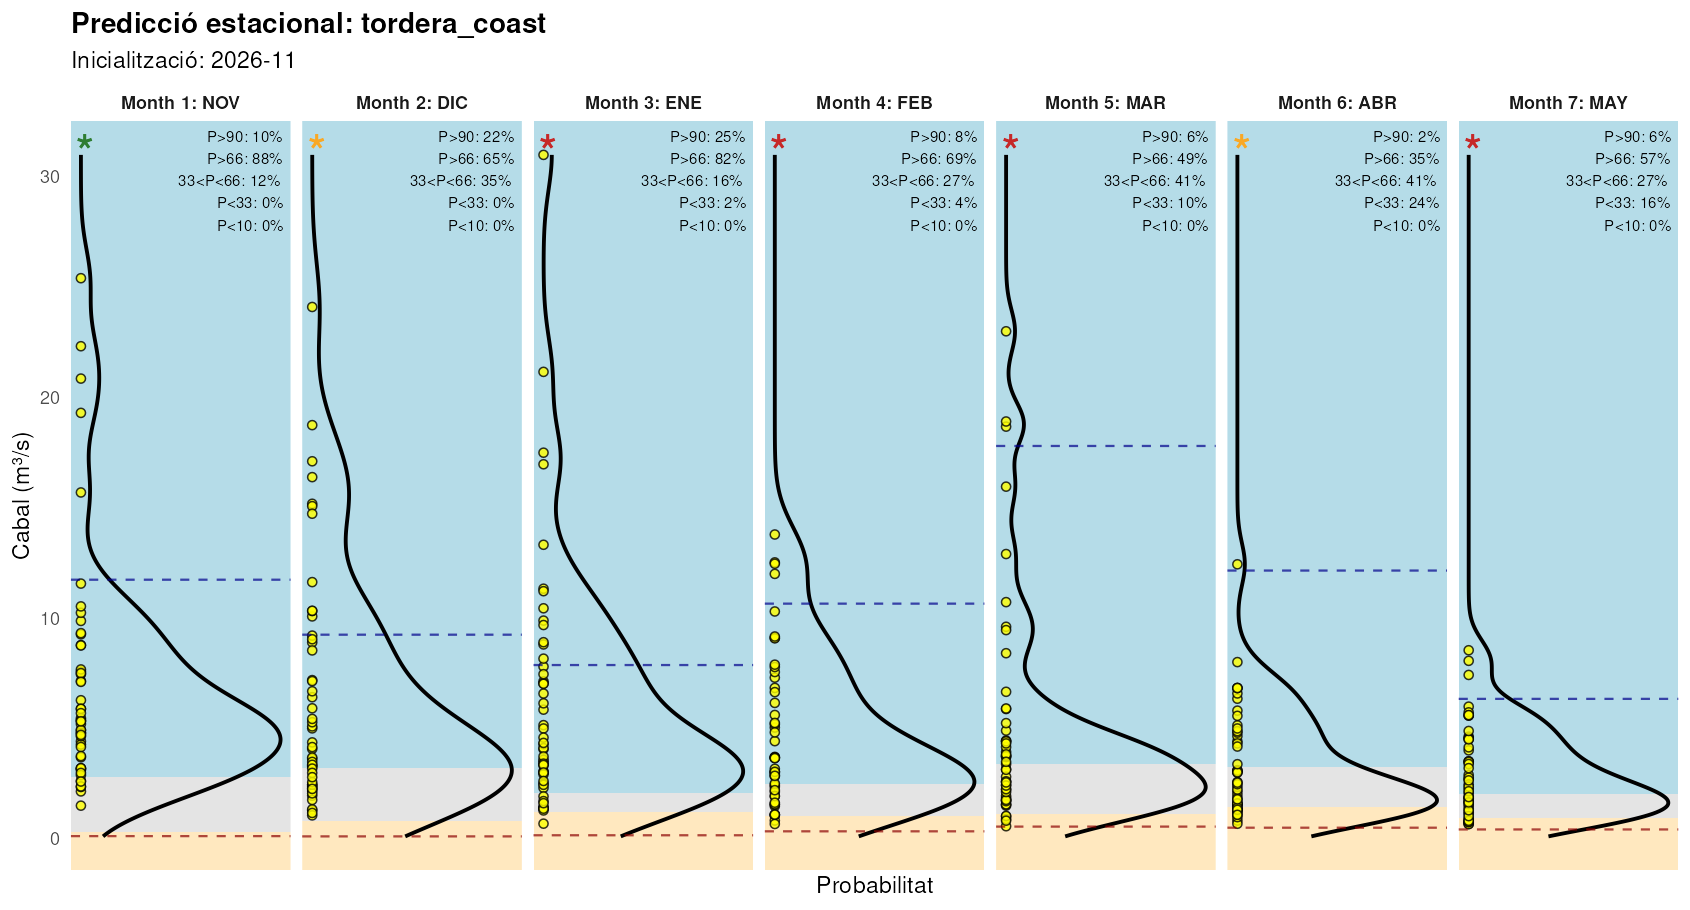 Predicció estacional: tordera_coast
Inicialització: 2026-11
Month 1: NOV
Month 2: DIC
Month 3: ENE
Month 4: FEB
Month 5: MAR
Month 6: ABR
Month 7: MAY
P>90: 10%
P>66: 88%
33<P<66: 12%
P<33: 0%
P<10: 0%
P>90: 22%
P>66: 65%
33<P<66: 35%
P<33: 0%
P<10: 0%
P>90: 25%
P>66: 82%
33<P<66: 16%
P<33: 2%
P<10: 0%
P>90: 8%
P>66: 69%
33<P<66: 27%
P<33: 4%
P<10: 0%
P>90: 6%
P>66: 49%
33<P<66: 41%
P<33: 10%
P<10: 0%
P>90: 2%
P>66: 35%
33<P<66: 41%
P<33: 24%
P<10: 0%
P>90: 6%
P>66: 57%
33<P<66: 27%
P<33: 16%
P<10: 0%
30
20
10
0
Cabal (m³/s)
Probabilitat